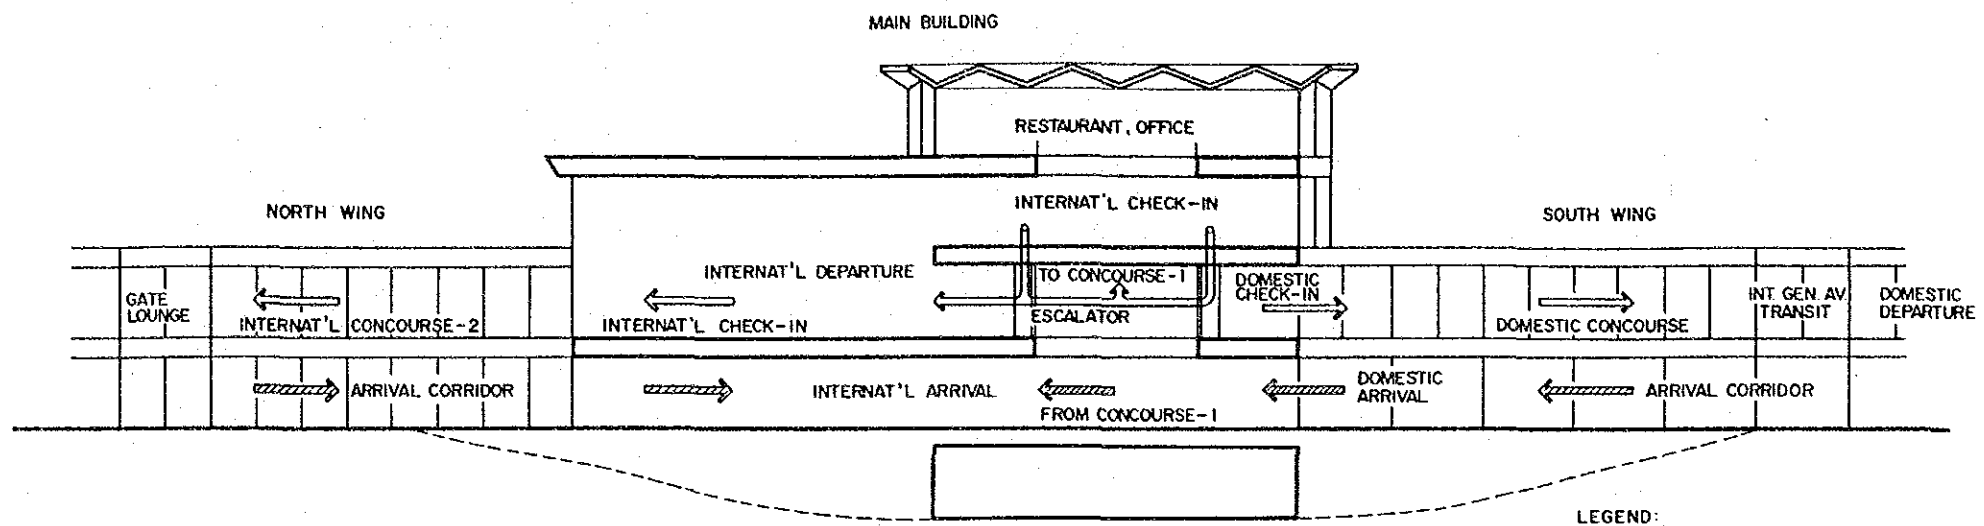 MAIN BUILDING
RESTAURANT, OFFICE
NORTH WING
INTERNAT'L CHECK-IN
SOUTH WING
INTERNAT'L DEPARTURE
TO CONCOURSE-1
DOMESTIC
CHECK-IN
GATE
LOUNGE
INT. GEN. AV.
TRANSIT
DOMESTIC
DEPARTURE
INTERNAT'L CONCOURSE-2
INTERNAT'L CHECK-IN
ESCALATOR
DOMESTIC CONCOURSE
ARRIVAL CORRIDOR
INTERNAT'L ARRIVAL
DOMESTIC
ARRIVAL
ARRIVAL CORRIDOR
FROM CONCOURSE-1
LEGEND: